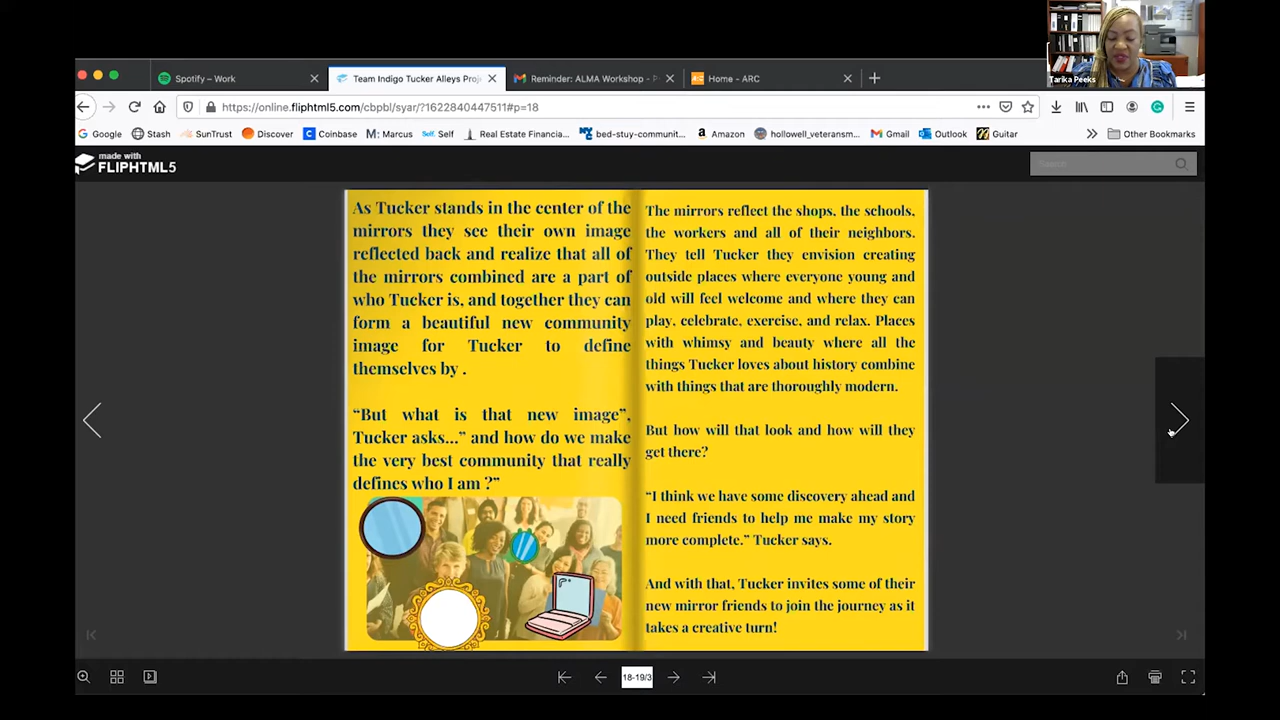 Tarika Peeks
Spotify – Work
Team Indigo Tucker Alleys Proj
Reminder: ALMA Workshop - P
Home - ARC
https://online.fliphtml5.com/cbpbl/syar/?1622840447511#p=18
Google
Stash
SunTrust
Discover
Coinbase
M: Marcus
Self. Self
Real Estate Financia...
bed-stuy-communit...
Amazon
hollowell_veteransm...
Gmail
Outlook
Guitar
Other Bookmarks
made with
FLIPHTML5
Search
As Tucker stands in the center of the
mirrors they see their own image
reflected back and realize that all of
the mirrors combined are a part of
who Tucker is, and together they can
form a beautiful new community
image for Tucker to define
themselves by .
“But what is that new image”,
Tucker asks...” and how do we make
the very best community that really
defines who I am ?”
The mirrors reflect the shops, the schools,
the workers and all of their neighbors.
They tell Tucker they envision creating
outside places where everyone young and
old will feel welcome and where they can
play, celebrate, exercise, and relax. Places
with whimsy and beauty where all the
things Tucker loves about history combine
with things that are thoroughly modern.
But how will that look and how will they
get there?
“I think we have some discovery ahead and
I need friends to help me make my story
more complete.” Tucker says.
And with that, Tucker invites some of their
new mirror friends to join the journey as it
takes a creative turn!
18-19/3